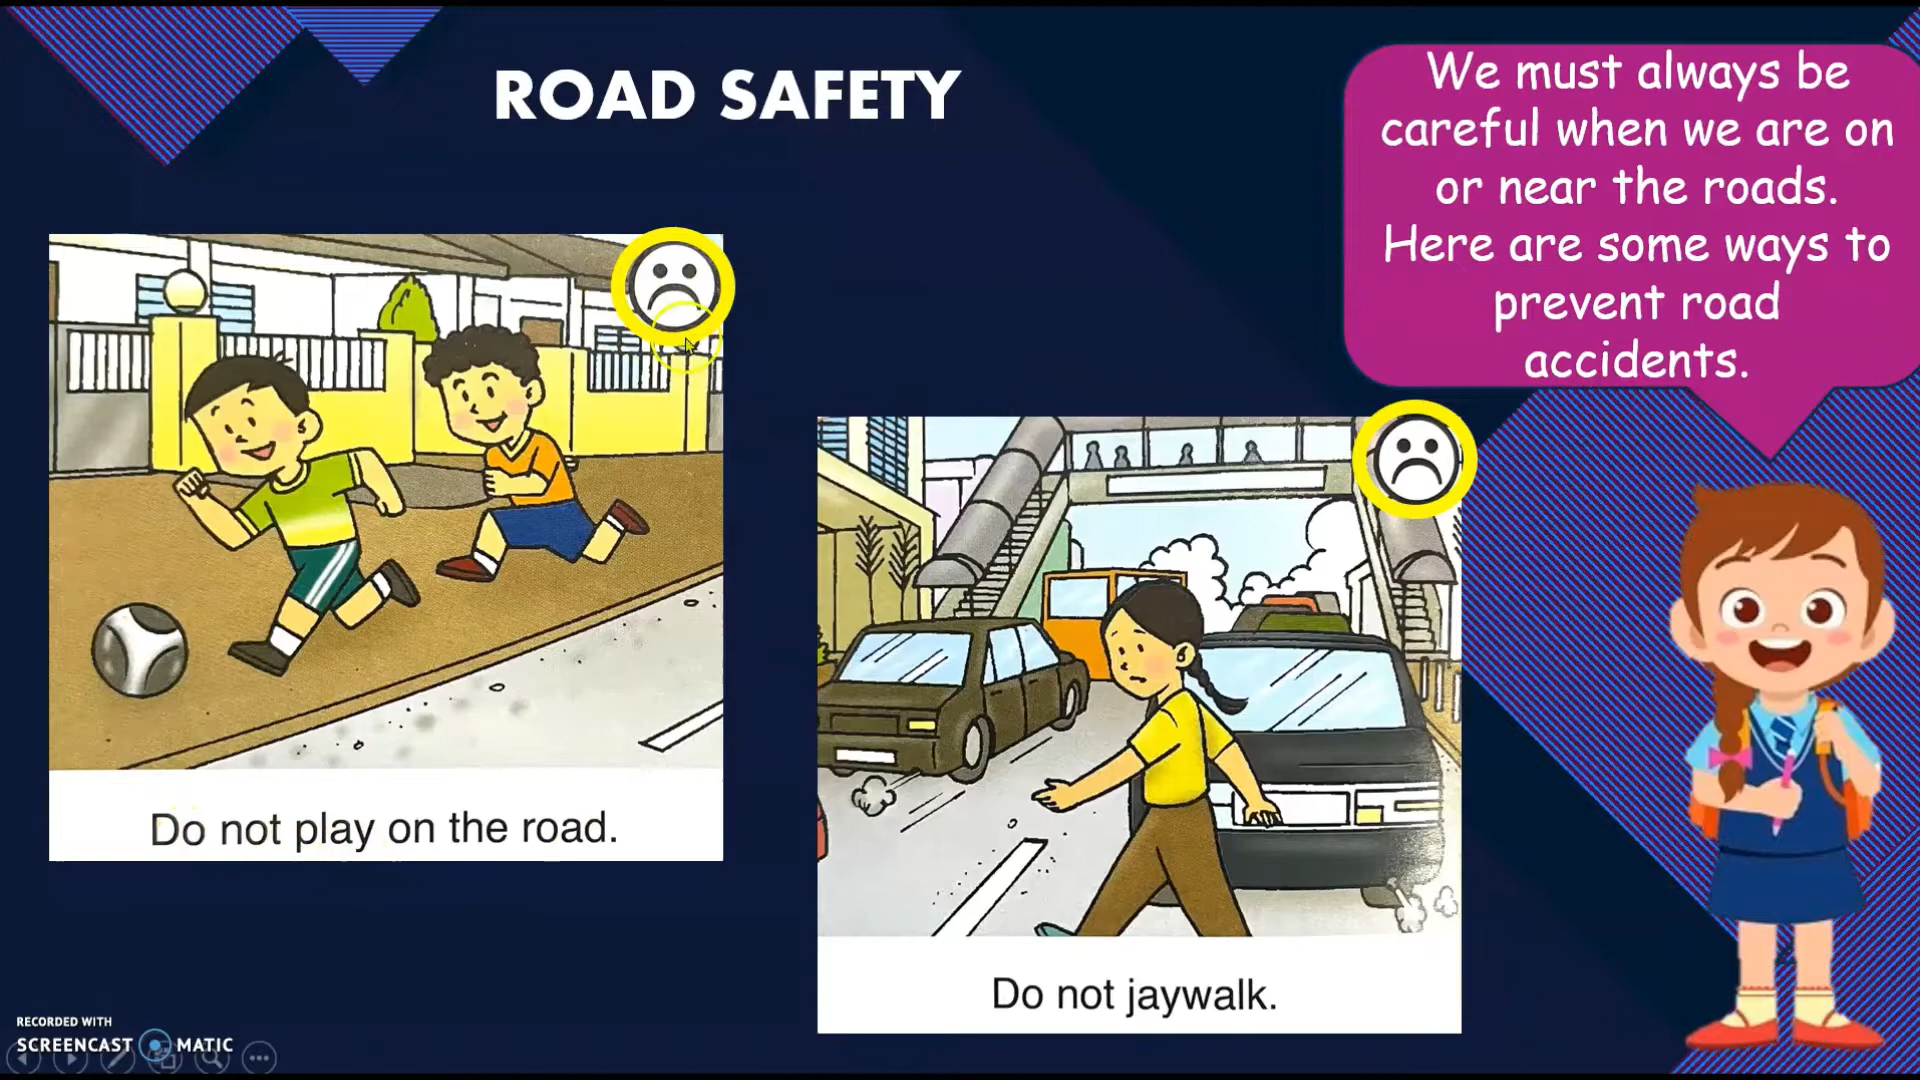 ROAD SAFETY
We must always be
careful when we are on
or near the roads.
Here are some ways to
prevent road
accidents.
Do not play on the road.
Do not jaywalk.
RECORDED WITH
SCREENCAST MATIC